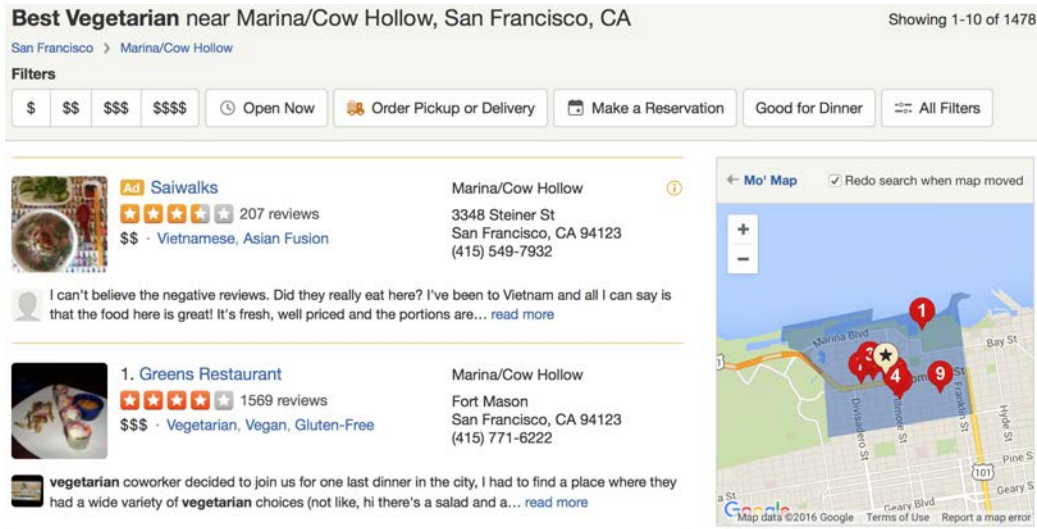 Best Vegetarian near Marina/Cow Hollow, San Francisco, CA
Showing 1-10 of 1478
San Francisco > Marina/Cow Hollow
Filters
$ $$ $$$ $$$$ Open Now Order Pickup or Delivery Make a Reservation Good for Dinner All Filters
Ad Saiwalks
207 reviews
$$ · Vietnamese, Asian Fusion
Marina/Cow Hollow
3348 Steiner St
San Francisco, CA 94123
(415) 549-7932
I can't believe the negative reviews. Did they really eat here? I've been to Vietnam and all I can say is
that the food here is great! It's fresh, well priced and the portions are... read more
1. Greens Restaurant
1569 reviews
$$$ · Vegetarian, Vegan, Gluten-Free
Marina/Cow Hollow
Fort Mason
San Francisco, CA 94123
(415) 771-6222
vegetarian coworker decided to join us for one last dinner in the city, I had to find a place where they
had a wide variety of vegetarian choices (not like, hi there's a salad and a... read more
← Mo' Map Redo search when map moved
+
−
1
Marina Blvd
Bay St
3
4
9
Divisadero St
Franklin St
Hyde St
Pine S
101
Geary S
Geary Blvd
Google
Map data ©2016 Google Terms of Use Report a map error